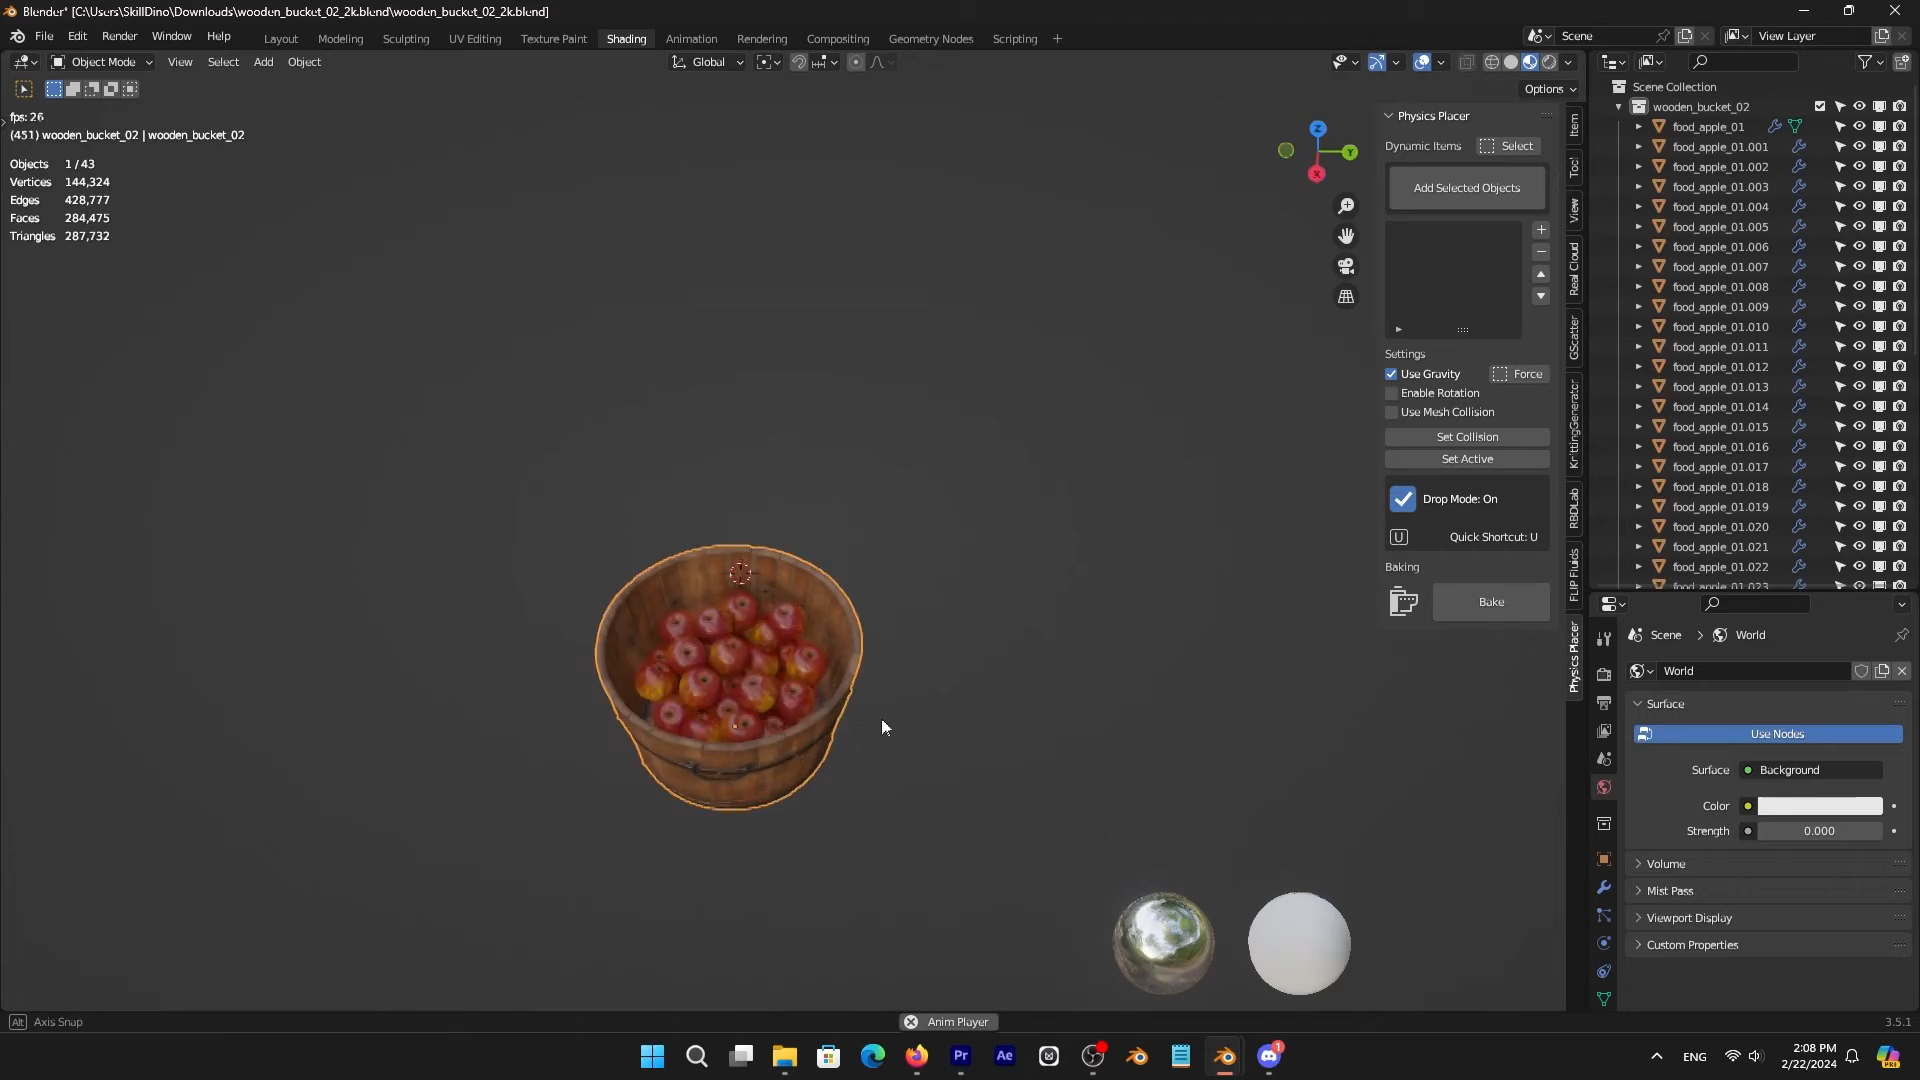 Blender* [C:\Users\SkillDino\Downloads\wooden_bucket_02_2k.blend\wooden_bucket_02_2k.blend]
File Edit Render Window Help
Layout Modeling Sculpting UV Editing Texture Paint Shading Animation Rendering Compositing Geometry Nodes Scripting +
Scene
View Layer
Object Mode View Select Add Object
Global
Options
fps: 26
(451) wooden_bucket_02 | wooden_bucket_02
Objects 1 / 43
Vertices 144,324
Edges 428,777
Faces 284,475
Triangles 287,732
Z
Y
X
Physics Placer
Dynamic Items Select
Add Selected Objects
Settings
Use Gravity Force
Enable Rotation
Use Mesh Collision
Set Collision
Set Active
Drop Mode: On
U Quick Shortcut: U
Baking
Bake
Item
Tool
View
Real Cloud
GScatter
KnittingGenerator
RBDLab
FLIP Fluids
Physics Placer
Scene Collection
wooden_bucket_02
food_apple_01
food_apple_01.001
food_apple_01.002
food_apple_01.003
food_apple_01.004
food_apple_01.005
food_apple_01.006
food_apple_01.007
food_apple_01.008
food_apple_01.009
food_apple_01.010
food_apple_01.011
food_apple_01.012
food_apple_01.013
food_apple_01.014
food_apple_01.015
food_apple_01.016
food_apple_01.017
food_apple_01.018
food_apple_01.019
food_apple_01.020
food_apple_01.021
food_apple_01.022
food_apple_01.023
Scene > World
World
Surface
Use Nodes
Surface Background
Color
Strength 0.000
Volume
Mist Pass
Viewport Display
Custom Properties
Alt Axis Snap
Anim Player
3.5.1
Pr
Ae
1
ENG
2:08 PM
2/22/2024
PRE